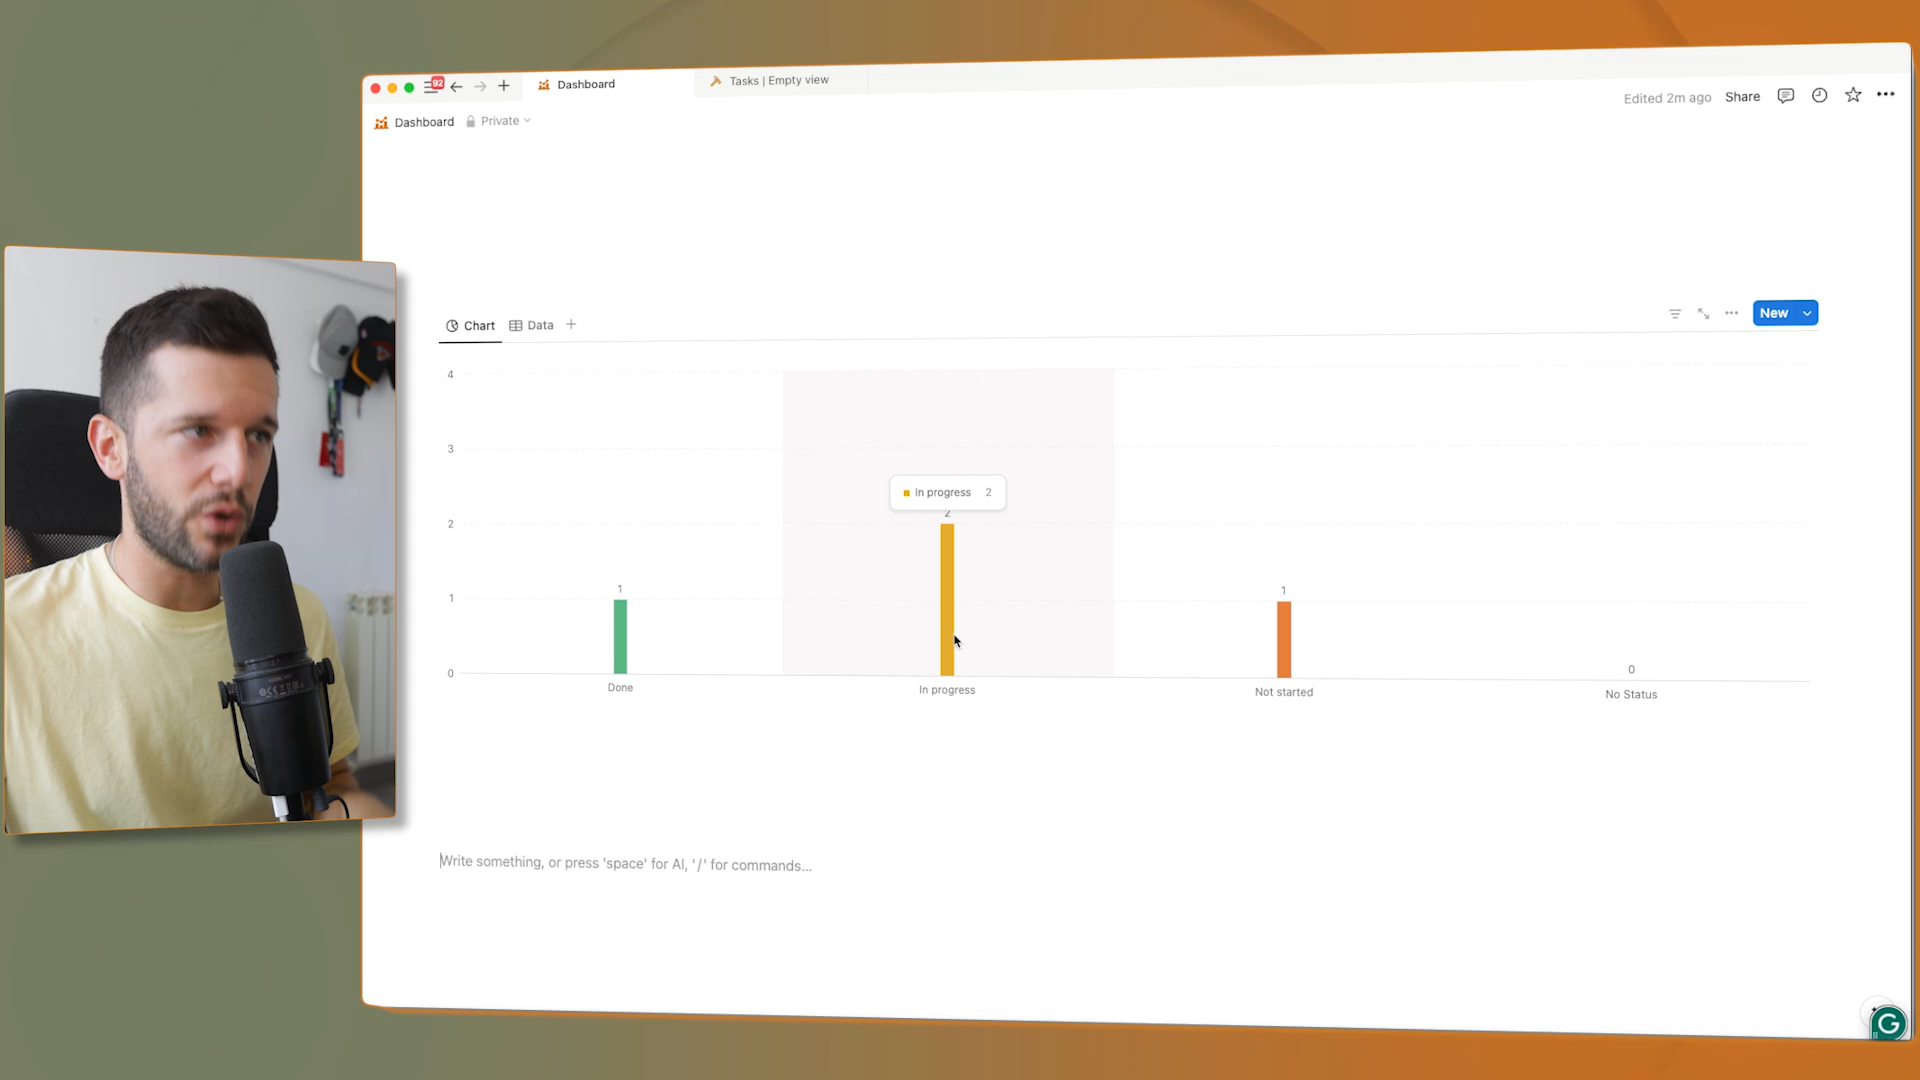 92
Dashboard
Tasks | Empty view
Edited 2m ago
Share
Dashboard
Private
Chart
Data
New
4
3
2
1
0
In progress 2
2
1
1
0
Done
In progress
Not started
No Status
Write something, or press 'space' for AI, '/' for commands...
G